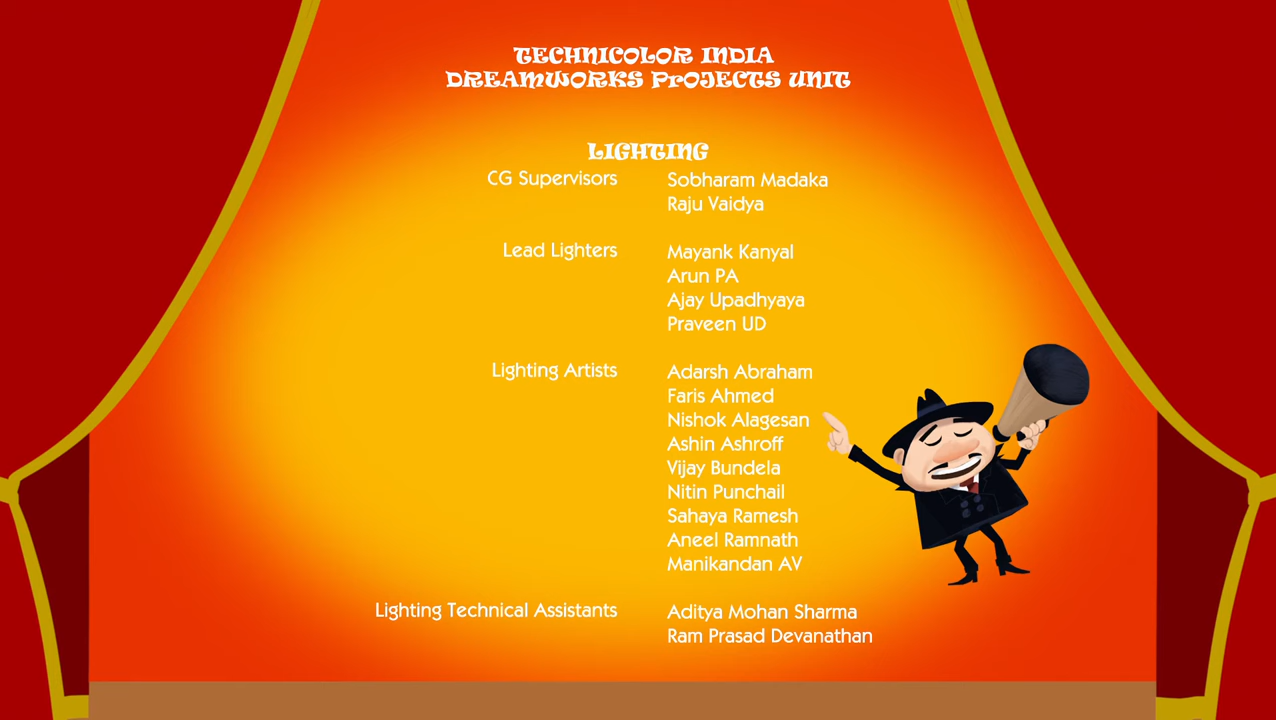 TECHNICOLOR INDIA
DREAMWORKS PROJECTS UNIT
LIGHTING
CG Supervisors Sobharam Madaka
Raju Vaidya
Lead Lighters Mayank Kanyal
Arun PA
Ajay Upadhyaya
Praveen UD
Lighting Artists Adarsh Abraham
Faris Ahmed
Nishok Alagesan
Ashin Ashroff
Vijay Bundela
Nitin Punchail
Sahaya Ramesh
Aneel Ramnath
Manikandan AV
Lighting Technical Assistants Aditya Mohan Sharma
Ram Prasad Devanathan